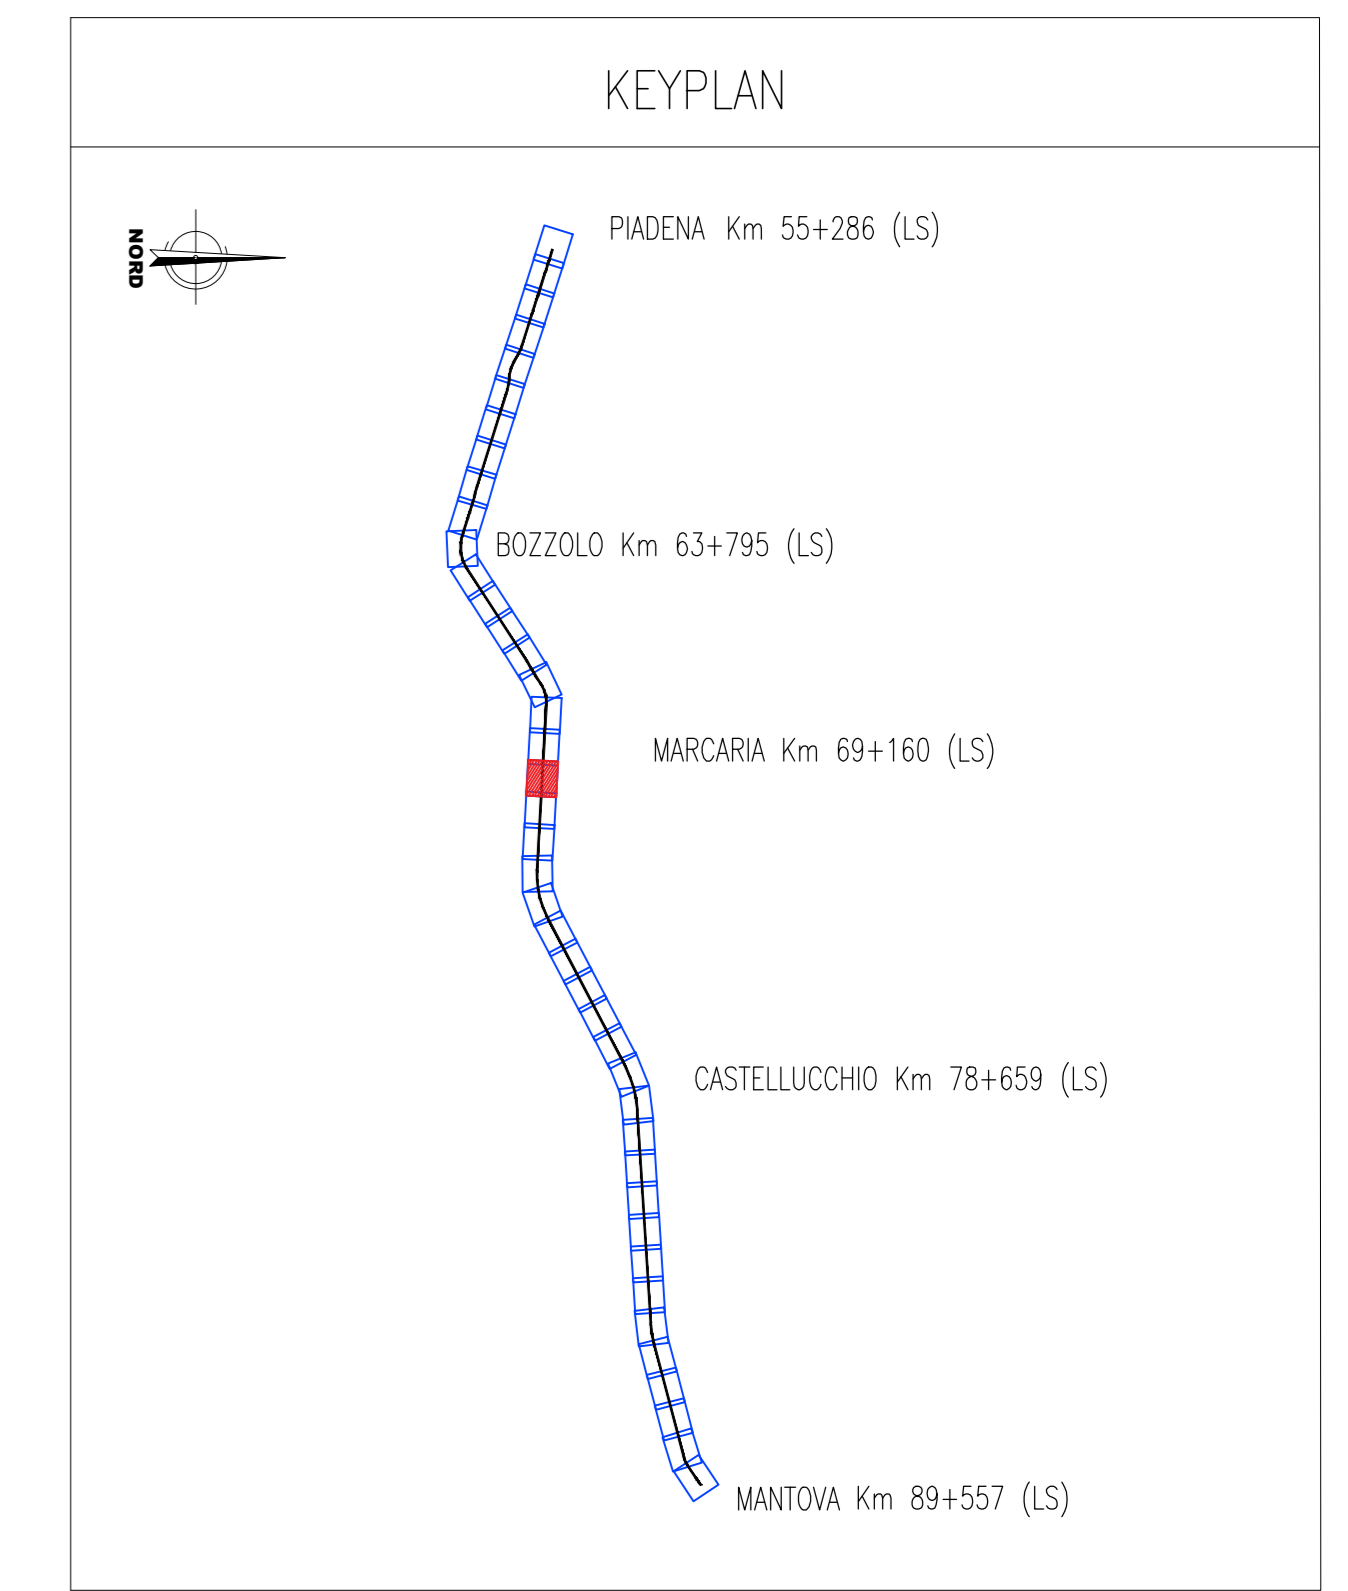 KEYPLAN
NORD
PIADENA Km 55+286 (LS)
BOZZOLO Km 63+795 (LS)
MARCARIA Km 69+160 (LS)
CASTELLUCCHIO Km 78+659 (LS)
MANTOVA Km 89+557 (LS)